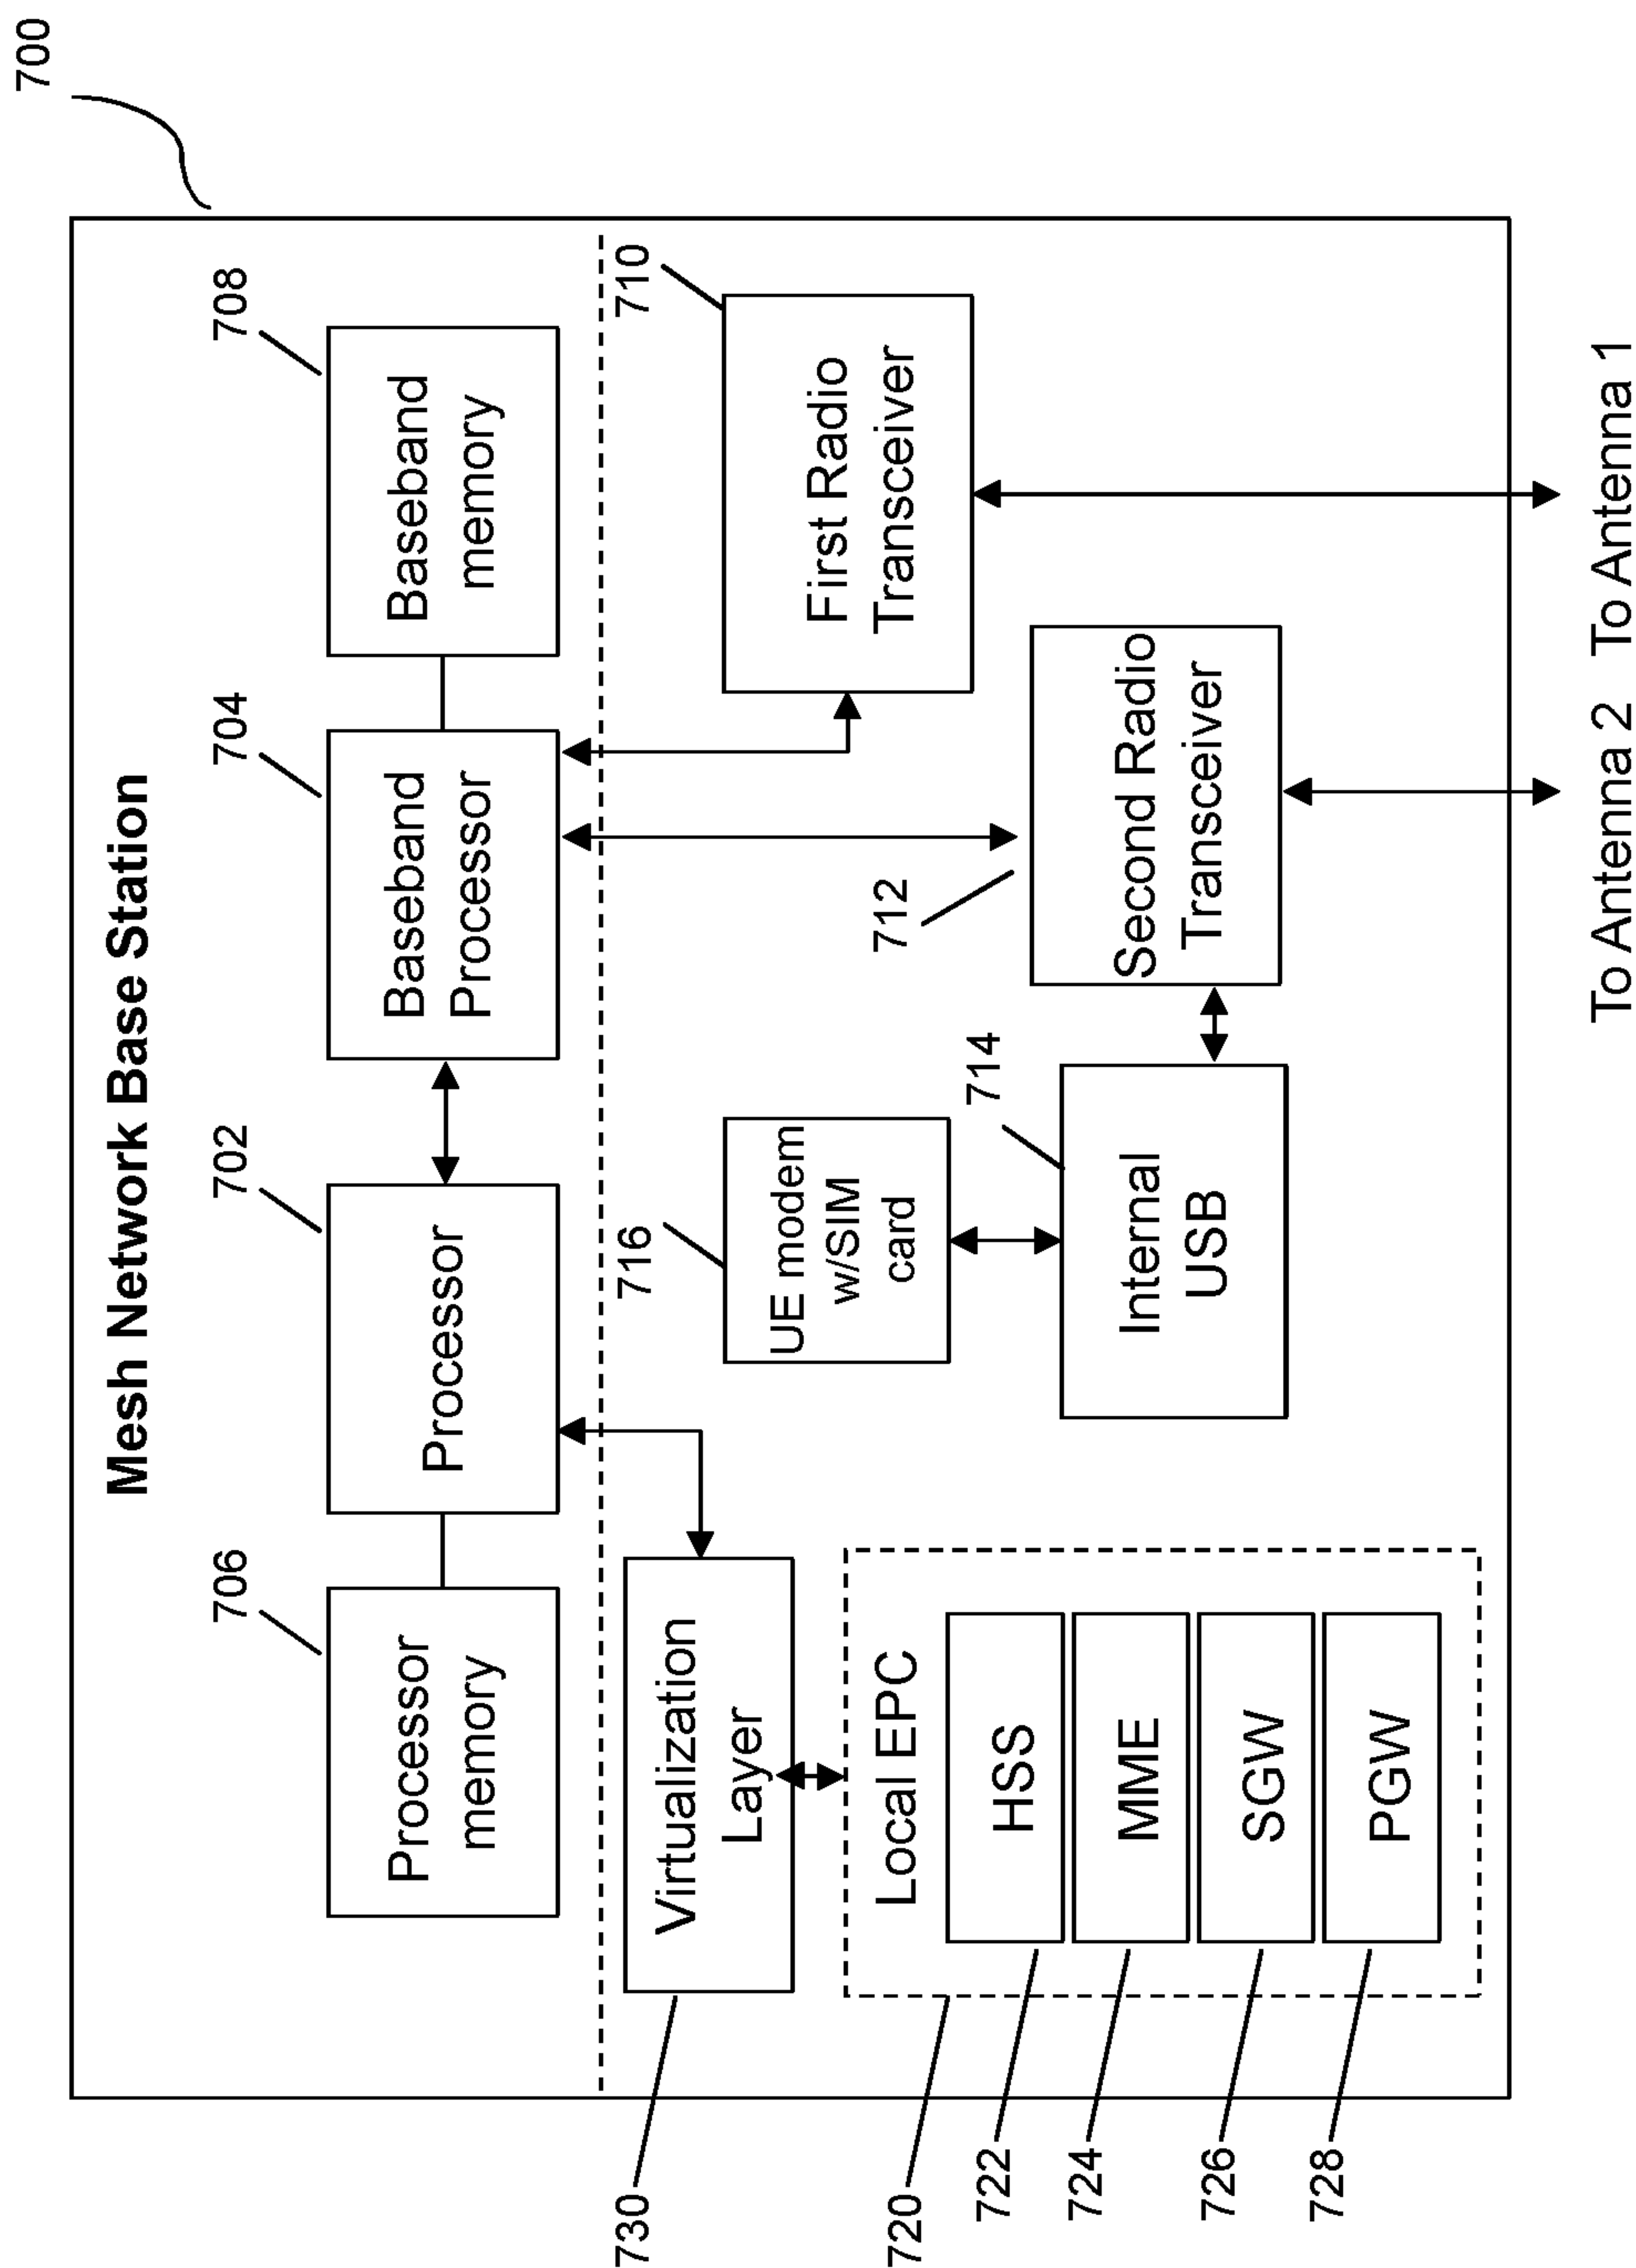 700
Mesh Network Base Station
706
702
704
708
Processor
memory
Processor
Baseband
Processor
Baseband
memory
730
Virtualization
Layer
716
UE modem
w/SIM
card
710
First Radio
Transceiver
712
720
Local EPC
722
HSS
724
MME
726
SGW
728
PGW
714
Internal
USB
Second Radio
Transceiver
To Antenna 2
To Antenna 1